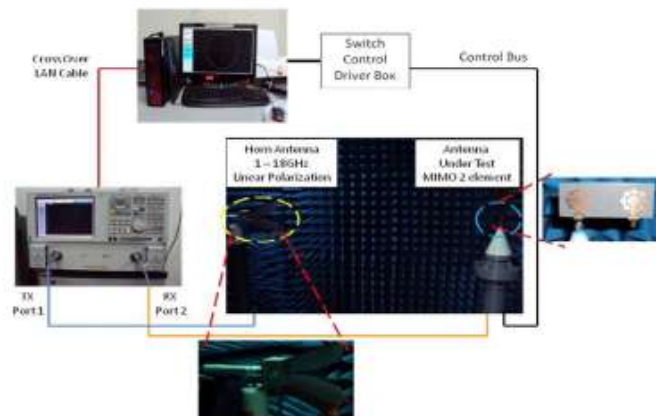 CrossOver
LAN Cable
Switch
Control
Driver Box
Control Bus
Horn Antenna
1 – 18GHz
Linear Polarization
Antenna
Under Test
MIMO 2 element
TX
Port 1
RX
Port 2